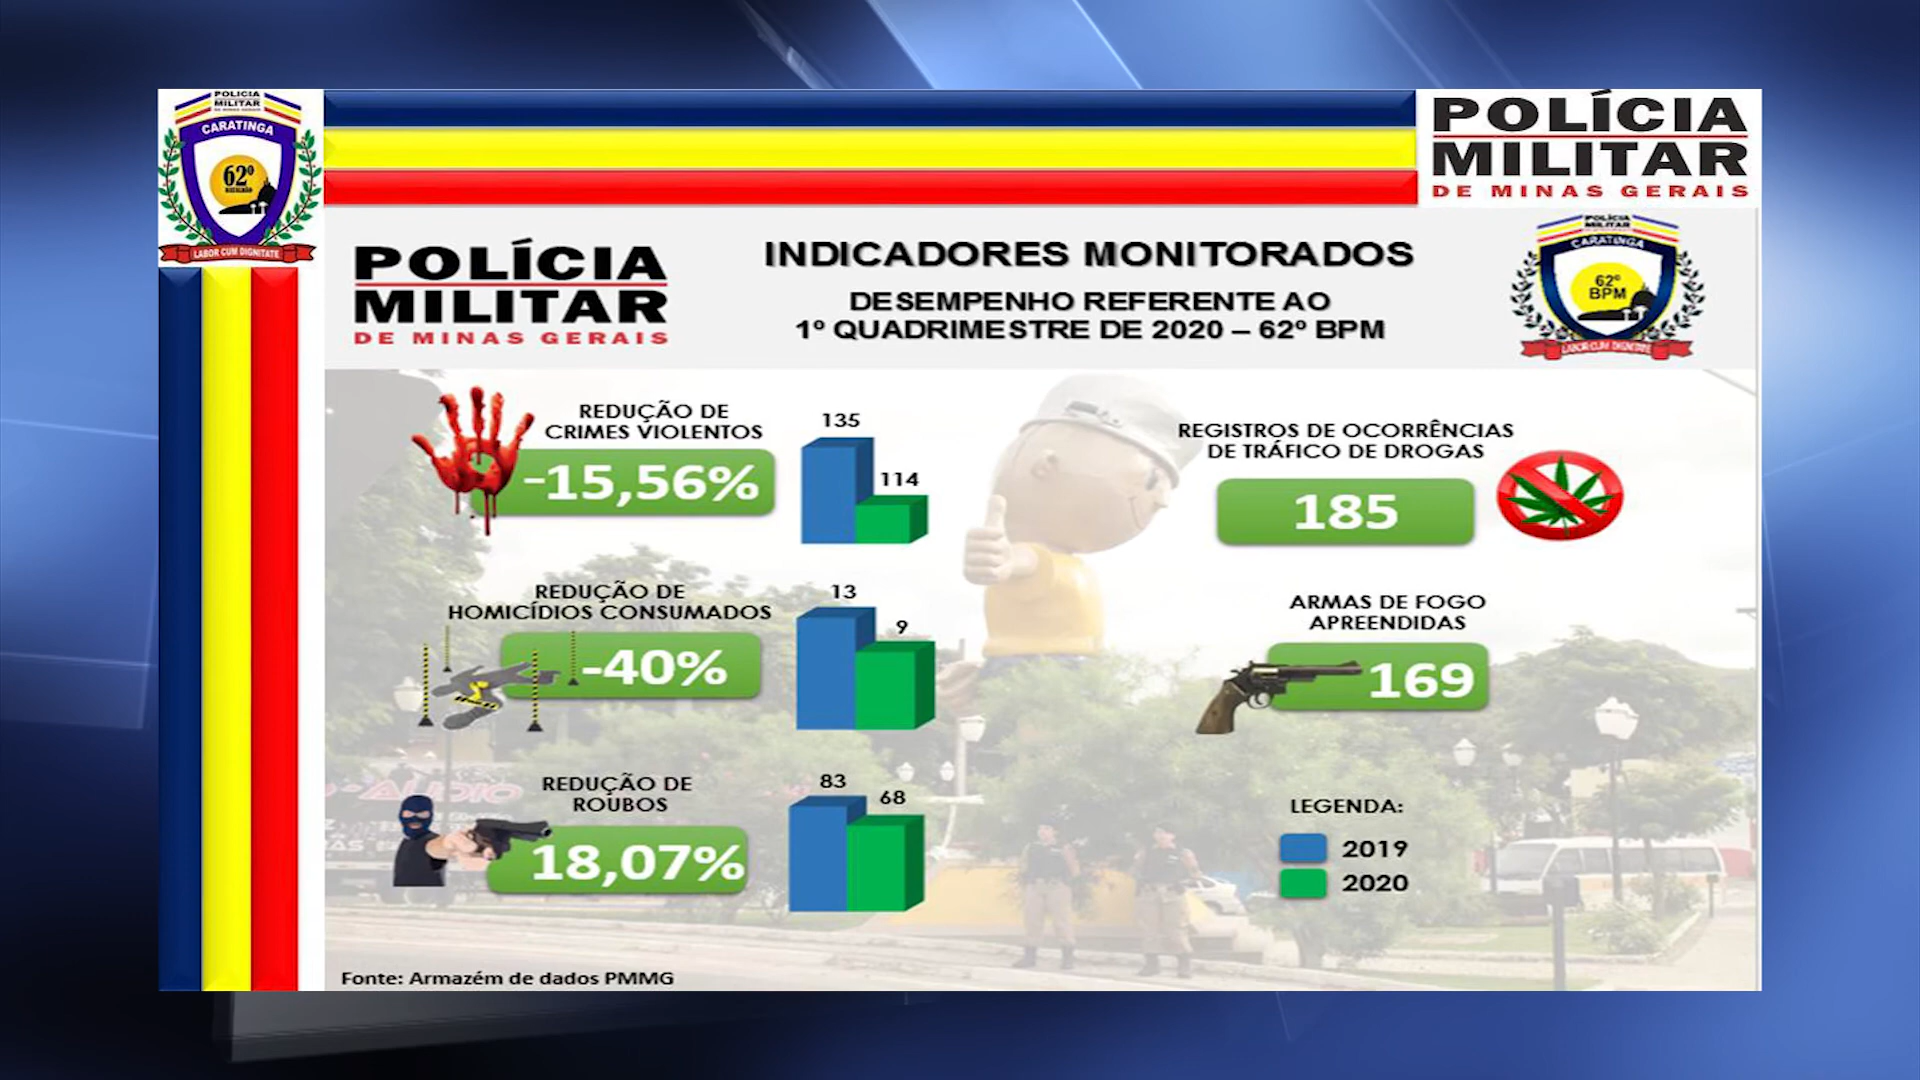 POLÍCIA
MILITAR
CARATINGA
62º
BATALHÃO
LABOR CUM DIGNITATE
POLÍCIA
MILITAR
DE MINAS GERAIS
POLÍCIA
MILITAR
DE MINAS GERAIS
INDICADORES MONITORADOS
DESEMPENHO REFERENTE AO
1º QUADRIMESTRE DE 2020 – 62º BPM
POLÍCIA
MILITAR
CARATINGA
62º
BPM
LABOR CUM DIGNITATE
REDUÇÃO DE
CRIMES VIOLENTOS
-15,56%
135
114
REGISTROS DE OCORRÊNCIAS
DE TRÁFICO DE DROGAS
185
REDUÇÃO DE
HOMICÍDIOS CONSUMADOS
-40%
13
9
ARMAS DE FOGO
APREENDIDAS
169
REDUÇÃO DE
ROUBOS
18,07%
83
68
LEGENDA:
2019
2020
Fonte: Armazém de dados PMMG